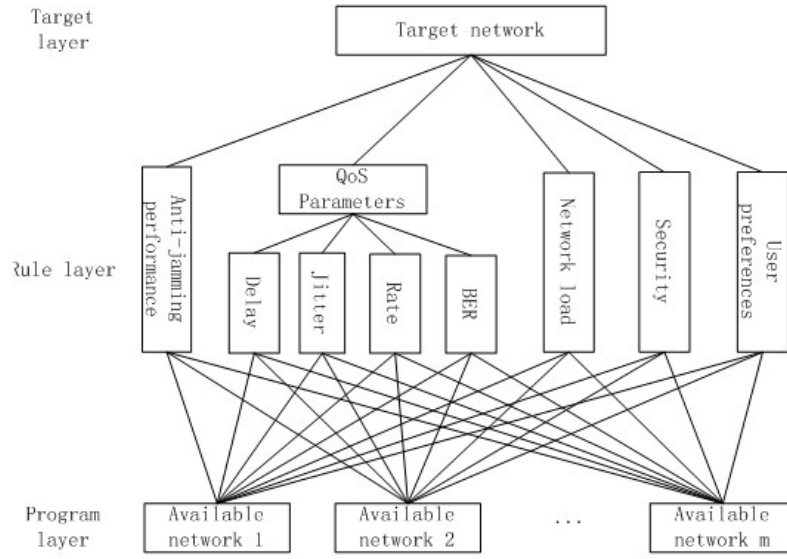 Target
layer
Target network
QoS
Parameters
Anti-jamming
performance
Network load
Security
User
preferences
Rule layer
Delay
Jitter
Rate
BER
Program
layer
Available
network 1
Available
network 2
...
Available
network m